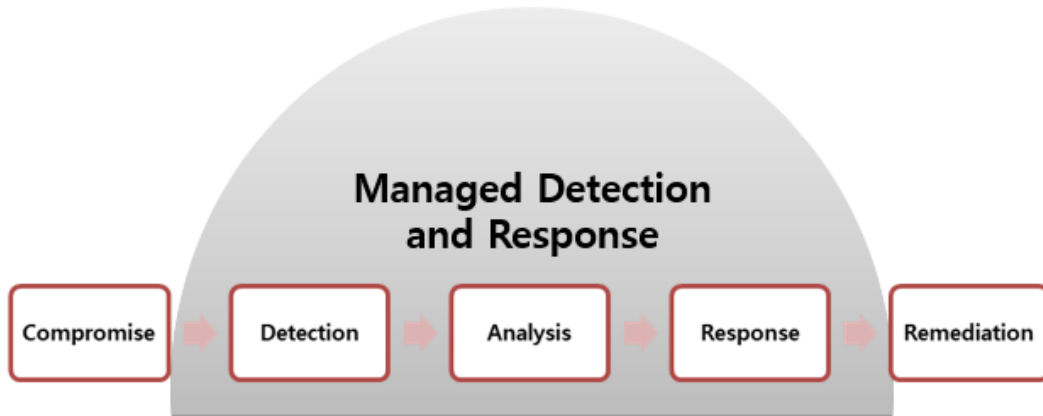 Managed Detection
and Response
Compromise
Detection
Analysis
Response
Remediation